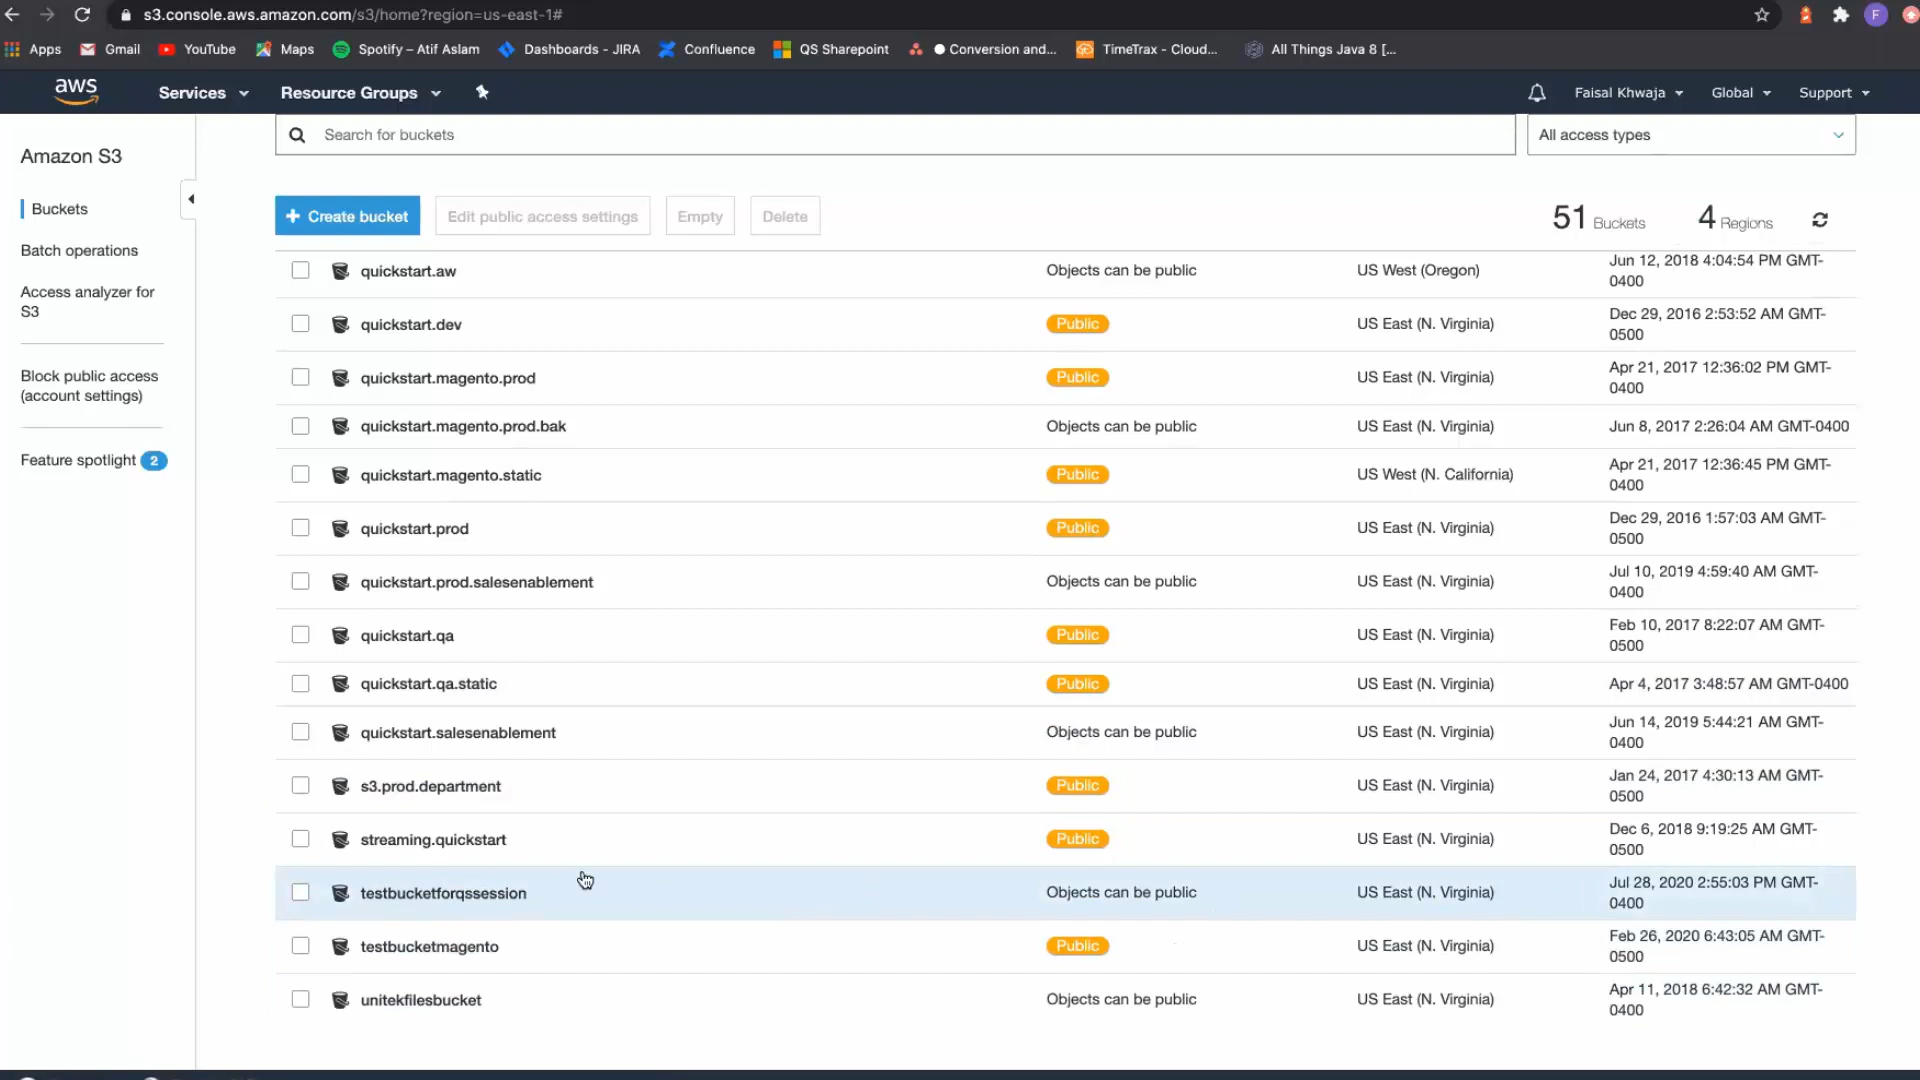 s3.console.aws.amazon.com/s3/home?region=us-east-1#
F
Apps Gmail YouTube Maps Spotify – Atif Aslam Dashboards - JIRA Confluence QS Sharepoint Conversion and... TimeTrax - Cloud... All Things Java 8 [...
aws Services Resource Groups Faisal Khwaja Global Support
Amazon S3
Buckets
Batch operations
Access analyzer for
S3
Block public access
(account settings)
Feature spotlight 2
Search for buckets All access types
+ Create bucket Edit public access settings Empty Delete 51 Buckets 4 Regions
quickstart.aw Objects can be public US West (Oregon) Jun 12, 2018 4:04:54 PM GMT-
0400
quickstart.dev Public US East (N. Virginia) Dec 29, 2016 2:53:52 AM GMT-
0500
quickstart.magento.prod Public US East (N. Virginia) Apr 21, 2017 12:36:02 PM GMT-
0400
quickstart.magento.prod.bak Objects can be public US East (N. Virginia) Jun 8, 2017 2:26:04 AM GMT-0400
quickstart.magento.static Public US West (N. California) Apr 21, 2017 12:36:45 PM GMT-
0400
quickstart.prod Public US East (N. Virginia) Dec 29, 2016 1:57:03 AM GMT-
0500
quickstart.prod.salesenablement Objects can be public US East (N. Virginia) Jul 10, 2019 4:59:40 AM GMT-
0400
quickstart.qa Public US East (N. Virginia) Feb 10, 2017 8:22:07 AM GMT-
0500
quickstart.qa.static Public US East (N. Virginia) Apr 4, 2017 3:48:57 AM GMT-0400
quickstart.salesenablement Objects can be public US East (N. Virginia) Jun 14, 2019 5:44:21 AM GMT-
0400
s3.prod.department Public US East (N. Virginia) Jan 24, 2017 4:30:13 AM GMT-
0500
streaming.quickstart Public US East (N. Virginia) Dec 6, 2018 9:19:25 AM GMT-
0500
testbucketforqssession Objects can be public US East (N. Virginia) Jul 28, 2020 2:55:03 PM GMT-
0400
testbucketmagento Public US East (N. Virginia) Feb 26, 2020 6:43:05 AM GMT-
0500
unitekfilesbucket Objects can be public US East (N. Virginia) Apr 11, 2018 6:42:32 AM GMT-
0400